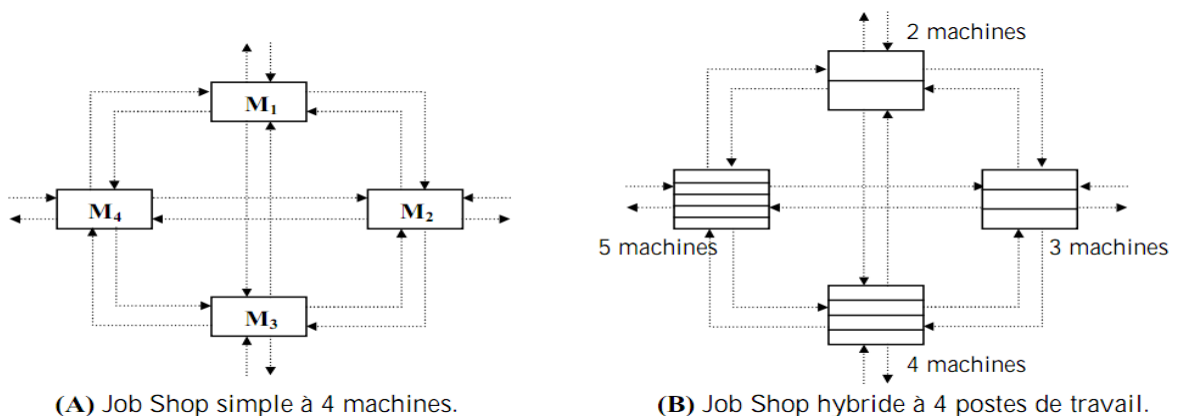 M1
M4
M2
M3
(A) Job Shop simple à 4 machines.
2 machines
5 machines
3 machines
4 machines
(B) Job Shop hybride à 4 postes de travail.